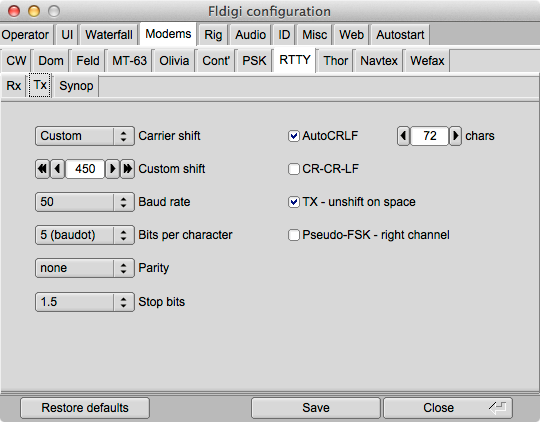 Fldigi configuration
Operator UI Waterfall Modems Rig Audio ID Misc Web Autostart
CW Dom Feld MT-63 Olivia Cont' PSK RTTY Thor Navtex Wefax
Rx Tx Synop
Custom Carrier shift AutoCRLF 72 chars
450 Custom shift CR-CR-LF
50 Baud rate TX - unshift on space
5 (baudot) Bits per character Pseudo-FSK - right channel
none Parity
1.5 Stop bits
Restore defaults Save Close